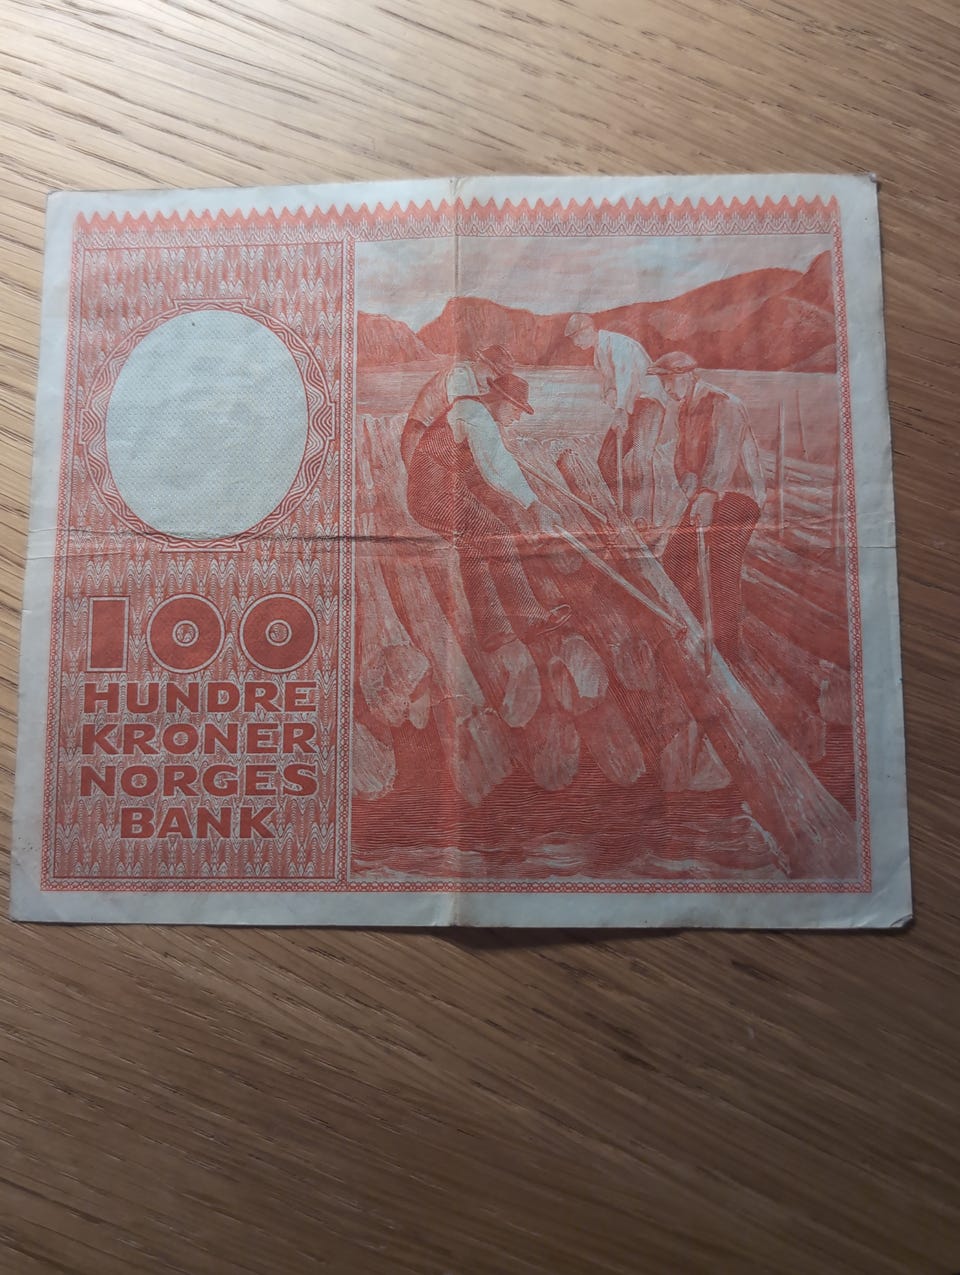 100
HUNDRE
KRONER
NORGES
BANK